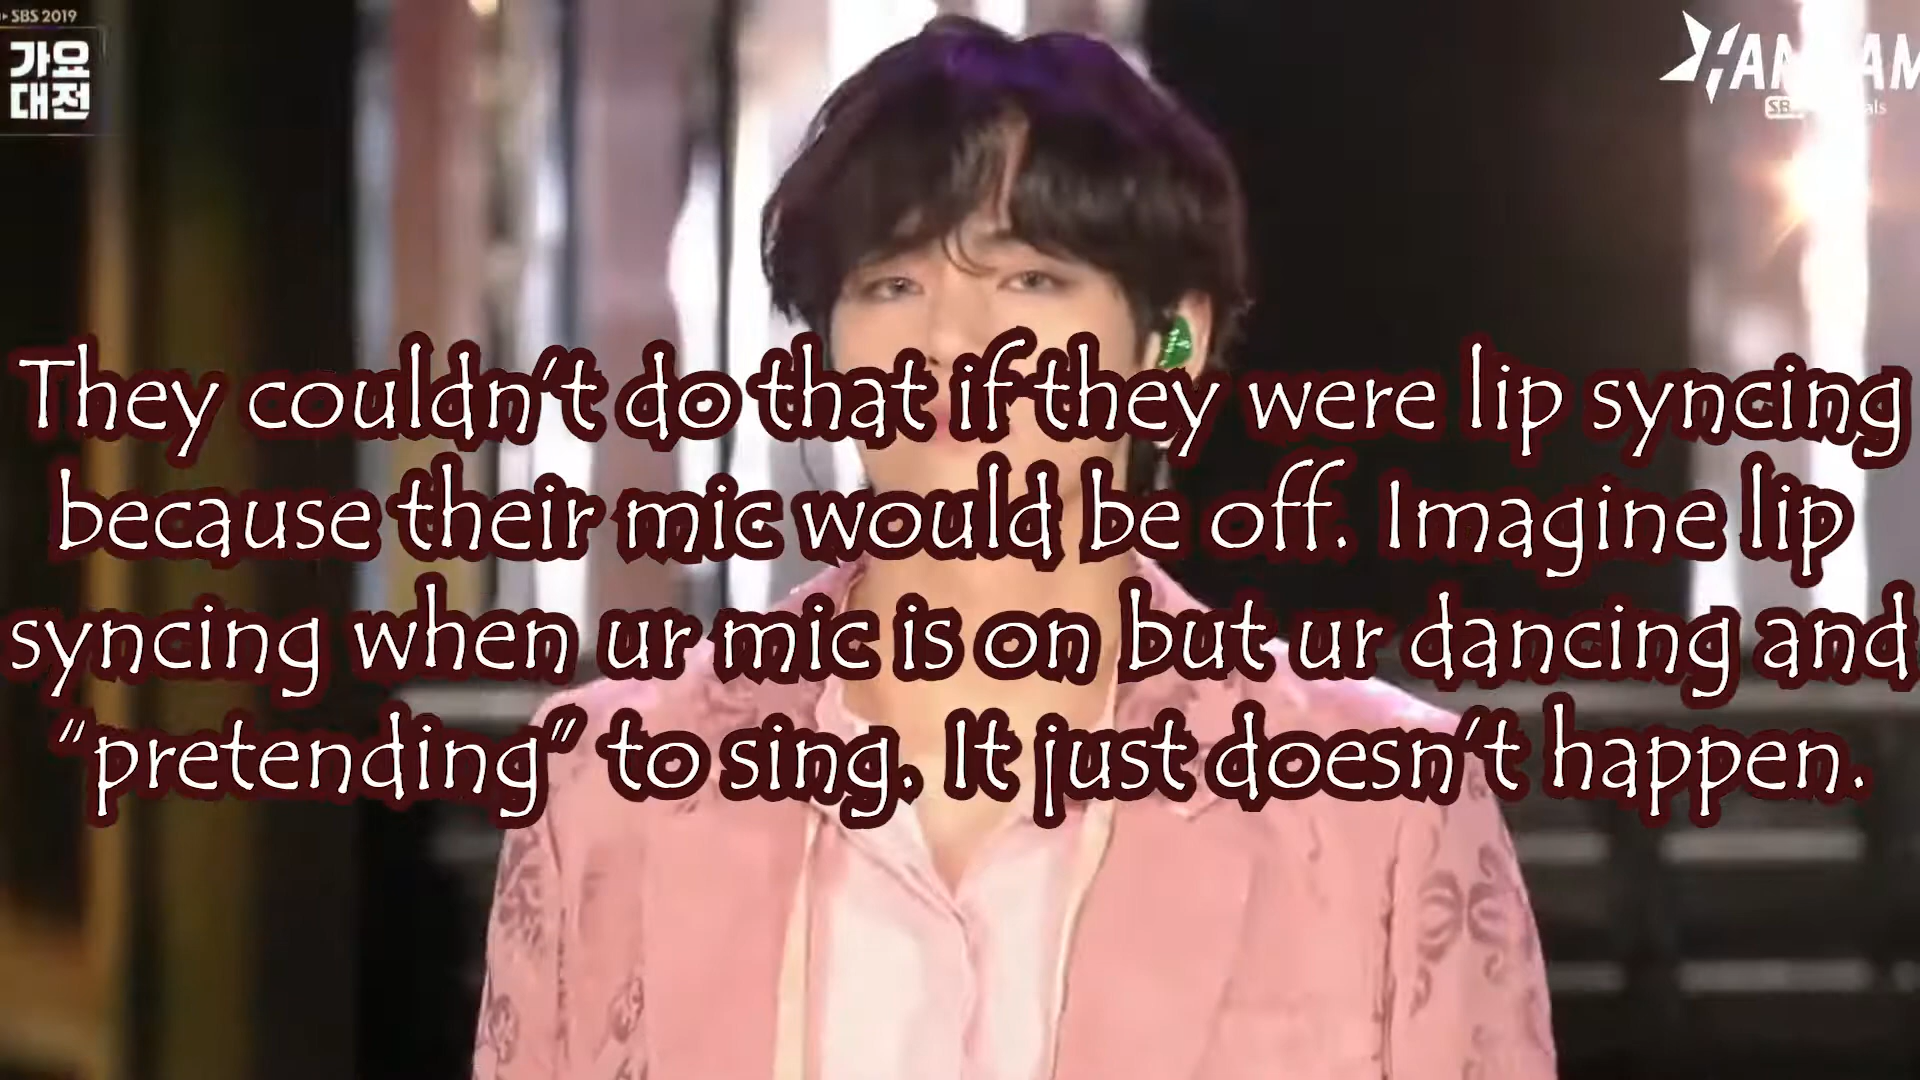 SBS 2019
가요
대전
They couldn't do that if they were lip syncing
because their mic would be off. Imagine lip
syncing when ur mic is on but ur dancing and
"pretending" to sing. It just doesn't happen.